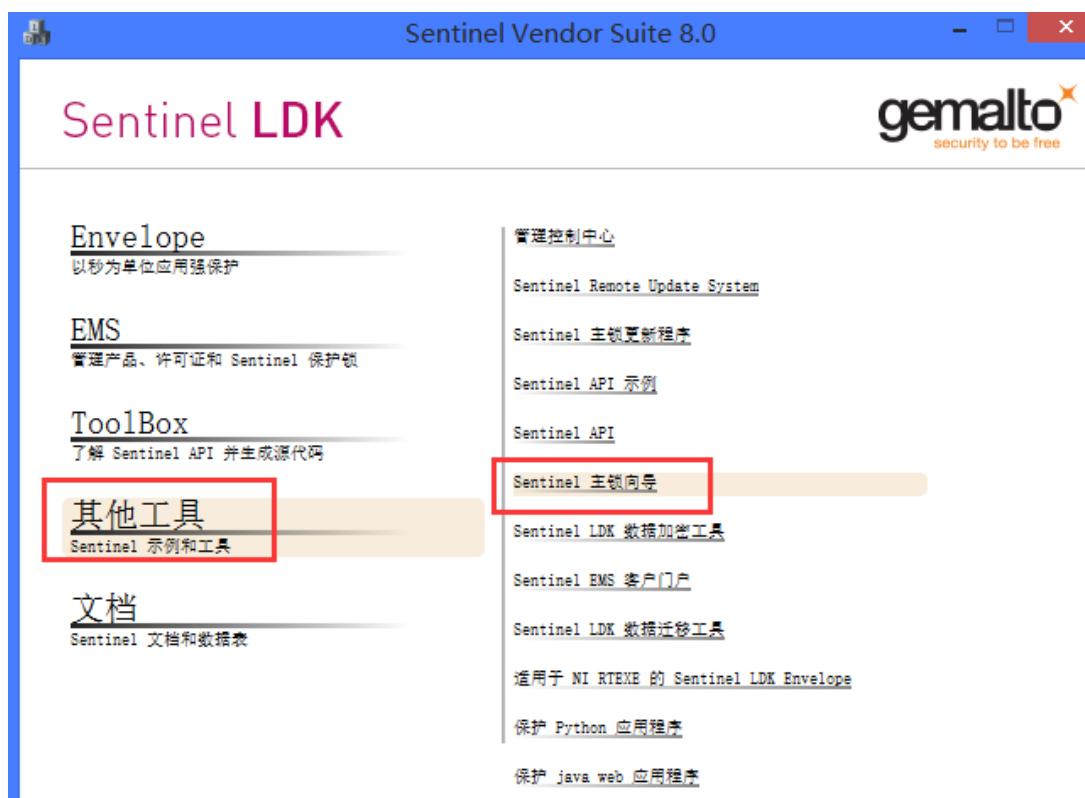 Sentinel Vendor Suite 8.0
Sentinel LDK
gemalto
security to be free
Envelope
以秒为单位应用强保护
EMS
管理产品、许可证和 Sentinel 保护锁
ToolBox
了解 Sentinel API 并生成源代码
其他工具
Sentinel 示例和工具
文档
Sentinel 文档和数据表
管理控制中心
Sentinel Remote Update System
Sentinel 主锁更新程序
Sentinel API 示例
Sentinel API
Sentinel 主锁向导
Sentinel LDK 数据加密工具
Sentinel EMS 客户门户
Sentinel LDK 数据迁移工具
适用于 NI RTEXE 的 Sentinel LDK Envelope
保护 Python 应用程序
保护 java web 应用程序